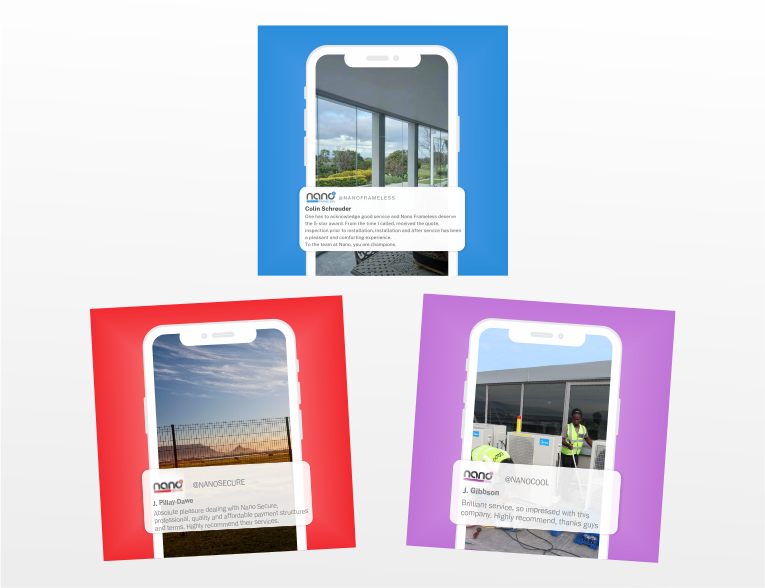 nano
@NANOFRAMELESS
Colin Schreuder
One has to acknowledge good service and Nano Frameless deserve
the 5-star award. From the time I called, received the quote,
inspection prior to installation, installation and after service has been
a pleasant and comforting experience.
To the team at Nano, you are champions.
nano
@NANOSECURE
J. Pillay-Dawe
Absolute pleasure dealing with Nano Secure,
professional, quality and affordable payment structures
and terms. Highly recommend their services.
nano
@NANOCOOL
J. Gibbson
Brilliant service, so impressed with this
company. Highly recommend, thanks guys